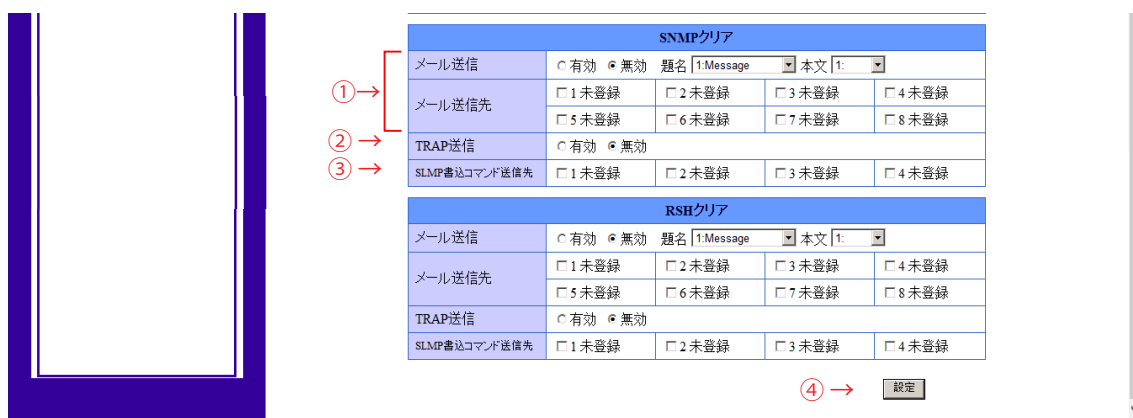 SNMPクリア
メール送信 有効 無効 題名 1:Message 本文 1:
① → メール送信先 1 未登録 2 未登録 3 未登録 4 未登録
5 未登録 6 未登録 7 未登録 8 未登録
② → TRAP送信 有効 無効
③ → SLMP書込コマンド送信先 1 未登録 2 未登録 3 未登録 4 未登録
RSHクリア
メール送信 有効 無効 題名 1:Message 本文 1:
メール送信先 1 未登録 2 未登録 3 未登録 4 未登録
5 未登録 6 未登録 7 未登録 8 未登録
TRAP送信 有効 無効
SLMP書込コマンド送信先 1 未登録 2 未登録 3 未登録 4 未登録
④ → 設定